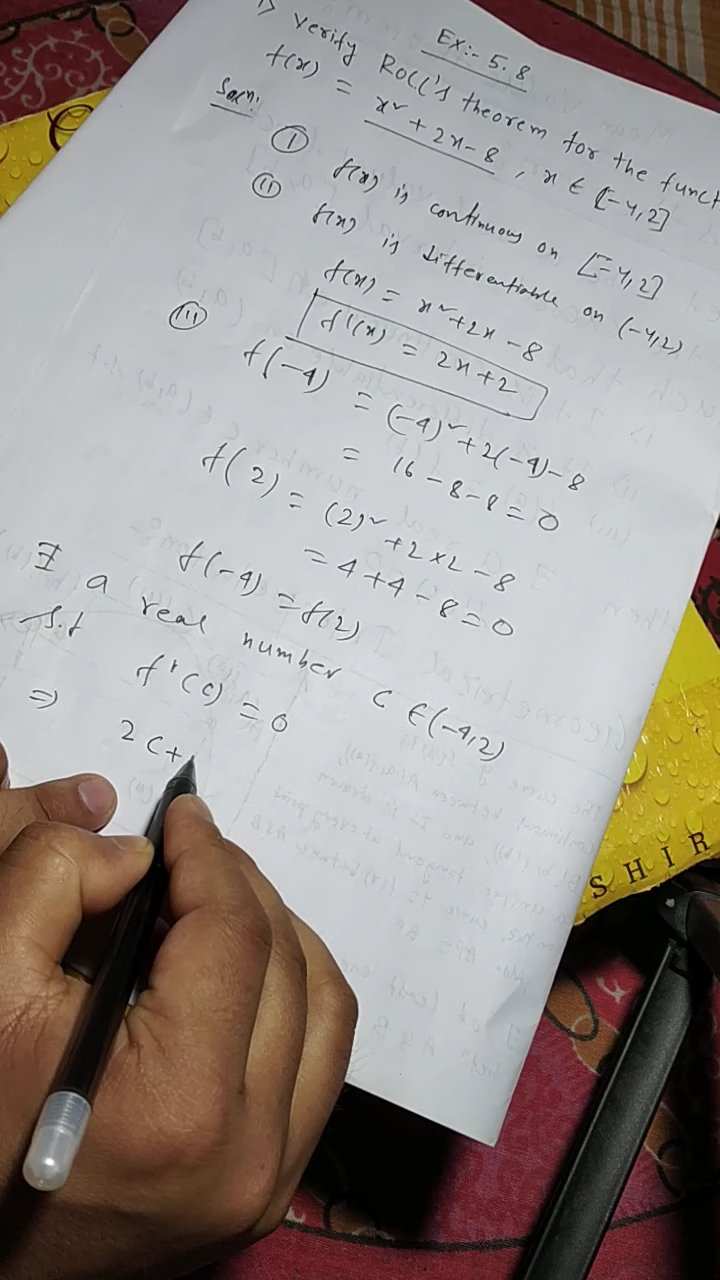 Ex:- 5.8
1) Verify Roll's theorem for the funct
f(x) = x² + 2x - 8 , x ∈ [-4, 2]
Soln.
(i) f(x) is continuous on [-4, 2]
(ii) f(x) is differentiable on (-4, 2)
f(x) = x² + 2x - 8
f'(x) = 2x + 2
(iii) f(-4) = (-4)² + 2(-4) - 8
= 16 - 8 - 8 = 0
f(2) = (2)² + 2×2 - 8
= 4 + 4 - 8 = 0
f(-4) = f(2)
∃ a real number c ∈ (-4, 2)
s.t f'(c) = 0
⇒ 2c +
SHIR